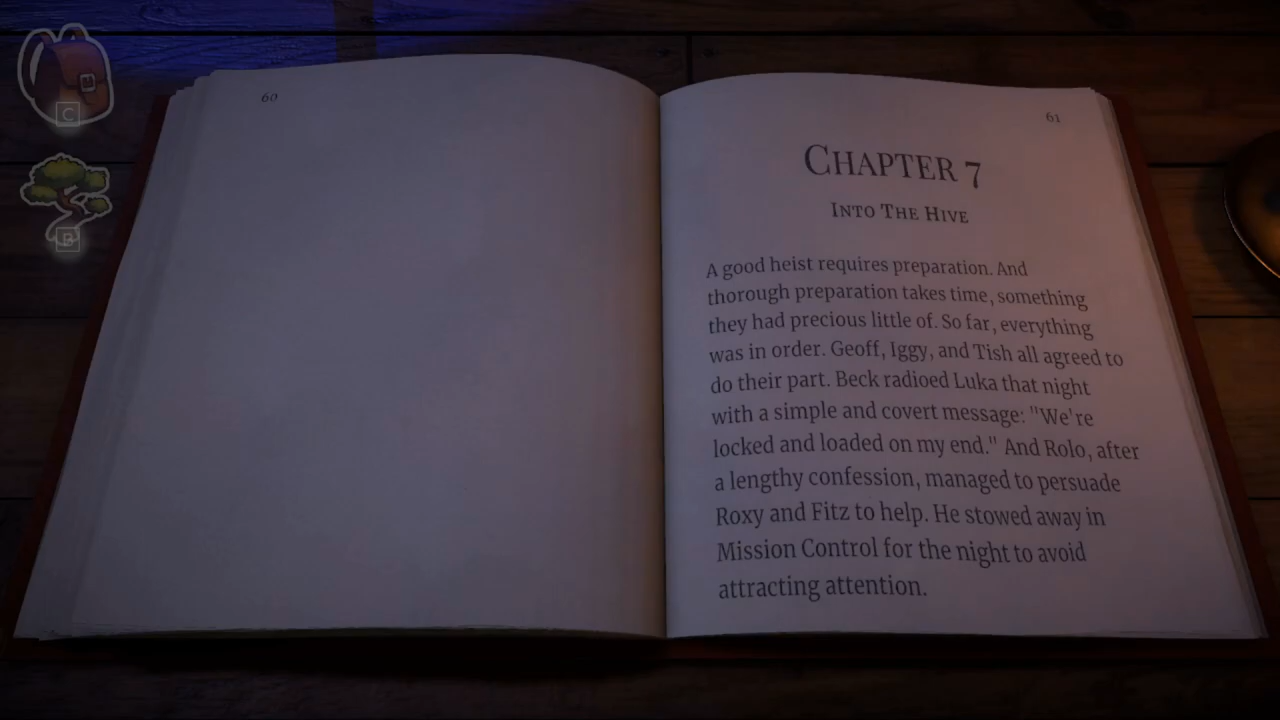 C
B
60
61
CHAPTER 7
INTO THE HIVE
A good heist requires preparation. And
thorough preparation takes time, something
they had precious little of. So far, everything
was in order. Geoff, Iggy, and Tish all agreed to
do their part. Beck radioed Luka that night
with a simple and covert message: "We're
locked and loaded on my end." And Rolo, after
a lengthy confession, managed to persuade
Roxy and Fitz to help. He stowed away in
Mission Control for the night to avoid
attracting attention.